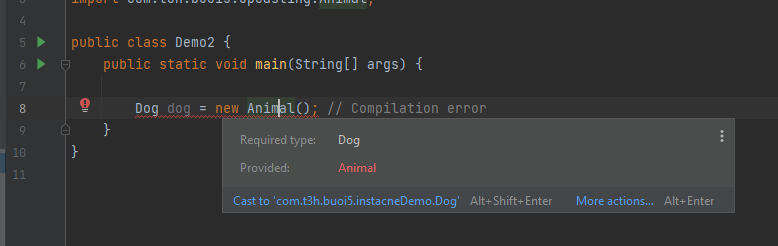 4
5 public class Demo2 {
6 public static void main(String[] args) {
7
8 Dog dog = new Animal(); // Compilation error
9 }
Required type: Dog
10 }
Provided: Animal
11
Cast to 'com.t3h.buoi5.instacneDemo.Dog' Alt+Shift+Enter More actions... Alt+Enter